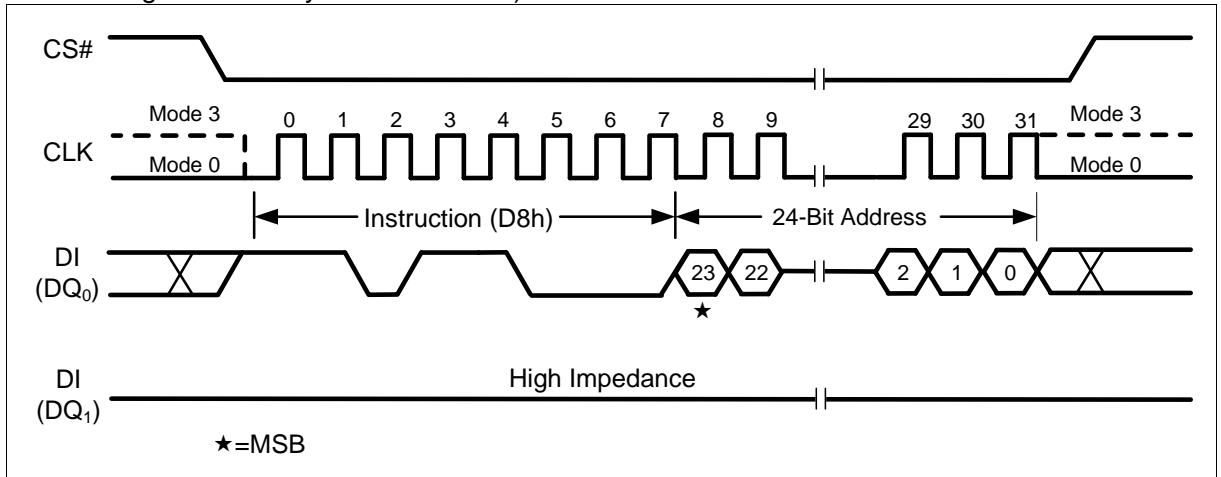 CS#
Mode 3 0 1 2 3 4 5 6 7 8 9 29 30 31 Mode 3
CLK
Mode 0 Mode 0
Instruction (D8h) 24-Bit Address
DI
(DQ0) 23 22 2 1 0
★
DI
(DQ1)
High Impedance
★=MSB